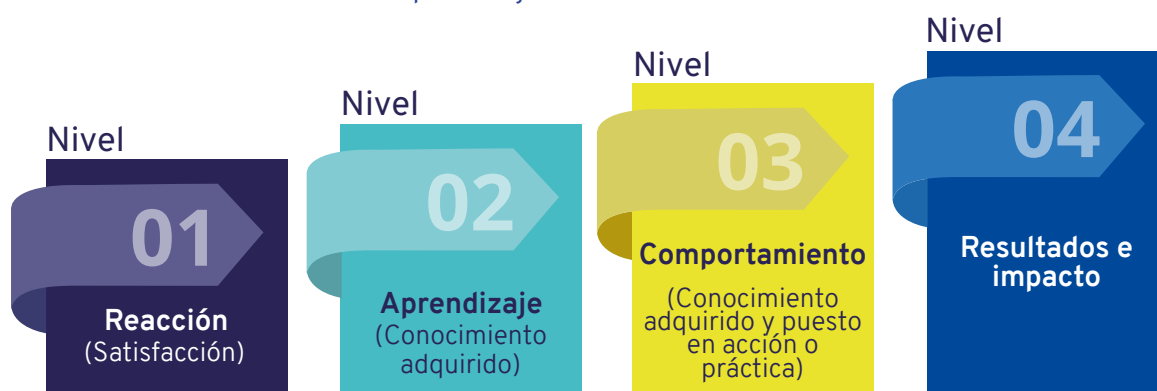 Nivel
01
Reacción
(Satisfacción)
Nivel
02
Aprendizaje
(Conocimiento
adquirido)
Nivel
03
Comportamiento
(Conocimiento
adquirido y puesto
en acción o
práctica)
Nivel
04
Resultados e
impacto